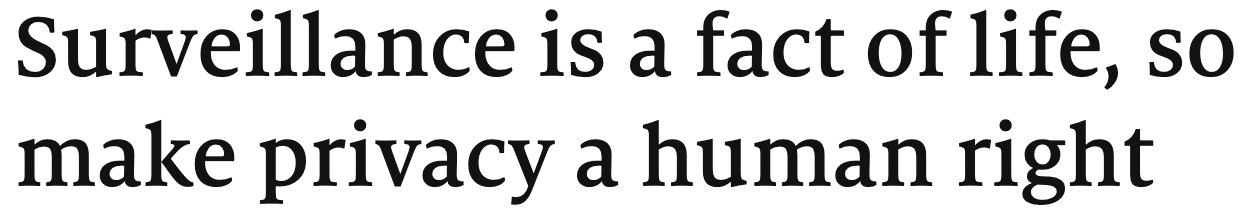 Surveillance is a fact of life, so
make privacy a human right